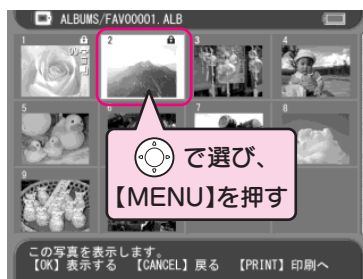 ALBUMS/FAV00001.ALB
1
2
3
4
5
6
7
8
9
で選び、
【MENU】を押す
この写真を表示します。
【OK】表示する 【CANCEL】戻る 【PRINT】印刷へ